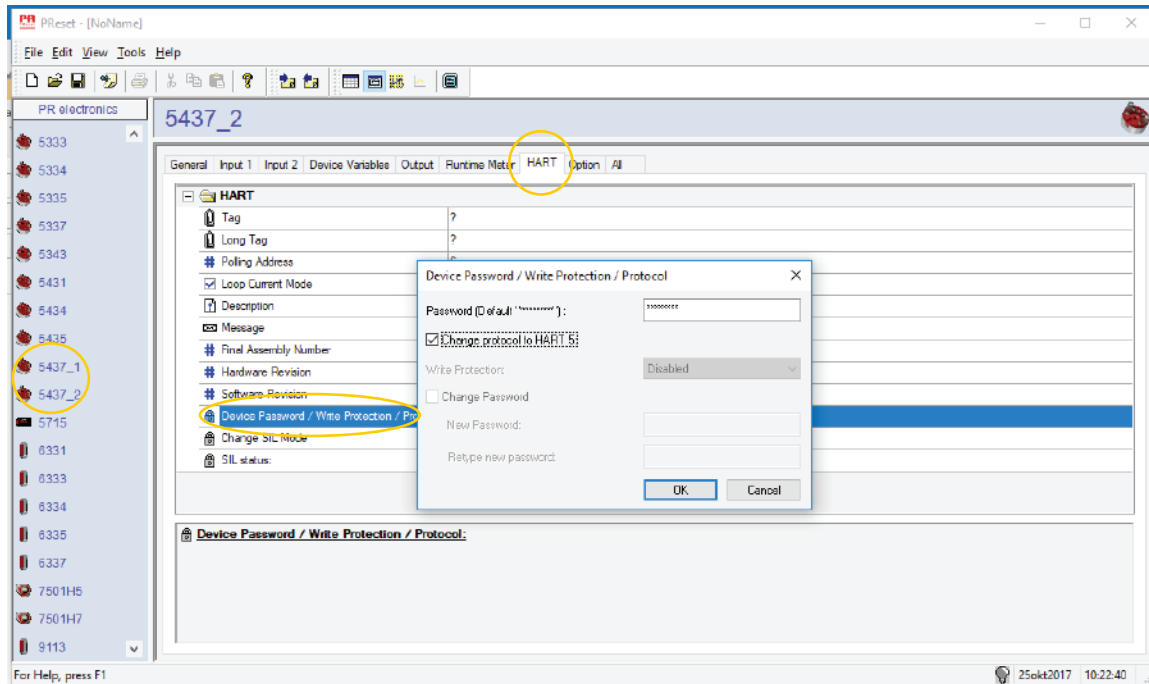 PReset - [NoName]
File Edit View Tools Help
PR electronics
5333
5334
5335
5337
5343
5431
5434
5435
5437_1
5437_2
5715
6331
6333
6334
6335
6337
7501H5
7501H7
9113
5437_2
General Input 1 Input 2 Device Variables Output Runtime Meter HART Option All
HART
Tag ?
Long Tag ?
# Polling Address
Loop Current Mode
Description
Message
# Final Assembly Number
# Hardware Revision
# Software Revision
Device Password / Write Protection / Pro
Change SIL Mode
SIL status:
Device Password / Write Protection / Protocol
Password (Default "********") : ********
Change protocol to HART 5
Write Protection: Disabled
Change Password
New Password:
Retype new password:
OK Cancel
Device Password / Write Protection / Protocol:
For Help, press F1 25okt2017 10:22:40